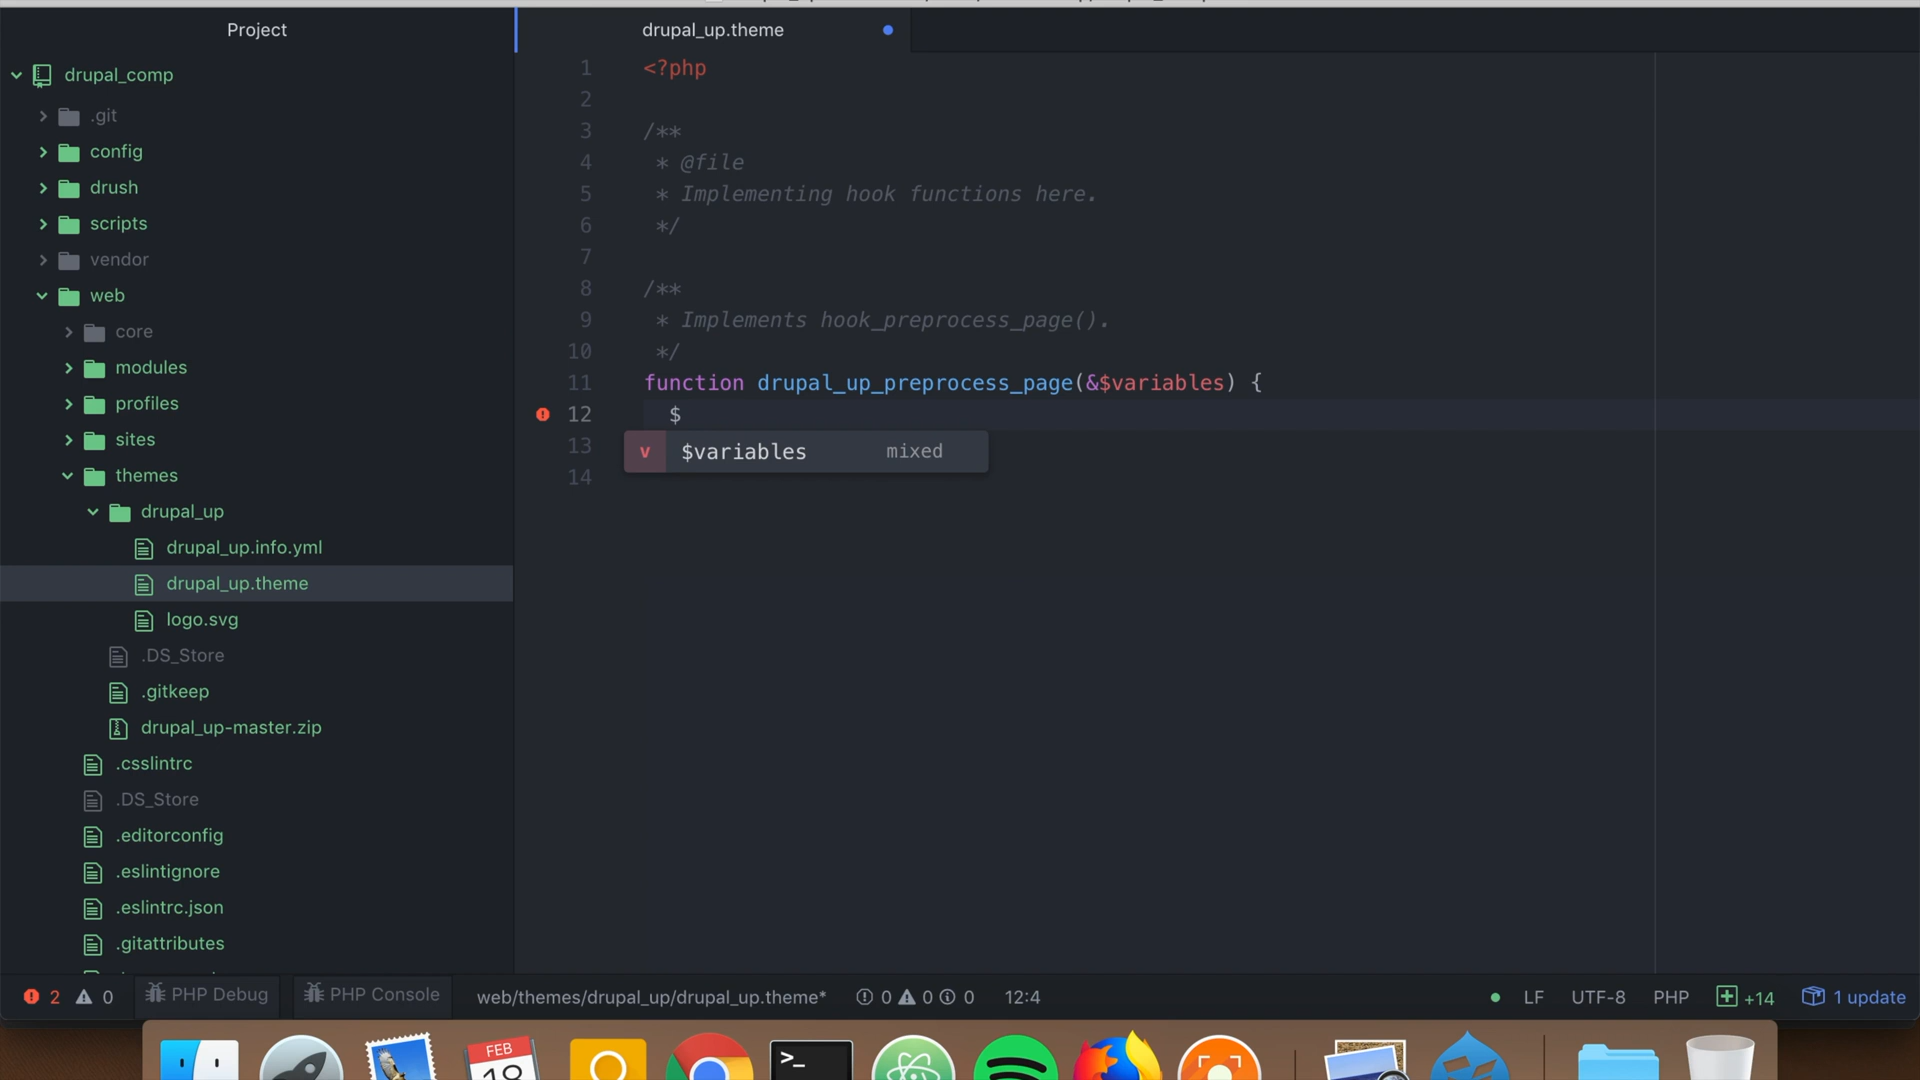 Project
drupal_comp
.git
config
drush
scripts
vendor
web
core
modules
profiles
sites
themes
drupal_up
drupal_up.info.yml
drupal_up.theme
logo.svg
.DS_Store
.gitkeep
drupal_up-master.zip
.csslintrc
.DS_Store
.editorconfig
.eslintignore
.eslintrc.json
.gitattributes
drupal_up.theme
1 <?php
2
3 /**
4 * @file
5 * Implementing hook functions here.
6 */
7
8 /**
9 * Implements hook_preprocess_page().
10 */
11 function drupal_up_preprocess_page(&$variables) {
12 $
13
v $variables mixed
14
2 0 PHP Debug PHP Console web/themes/drupal_up/drupal_up.theme* 0 0 0 12:4 LF UTF-8 PHP +14 1 update
FEB
18
>_